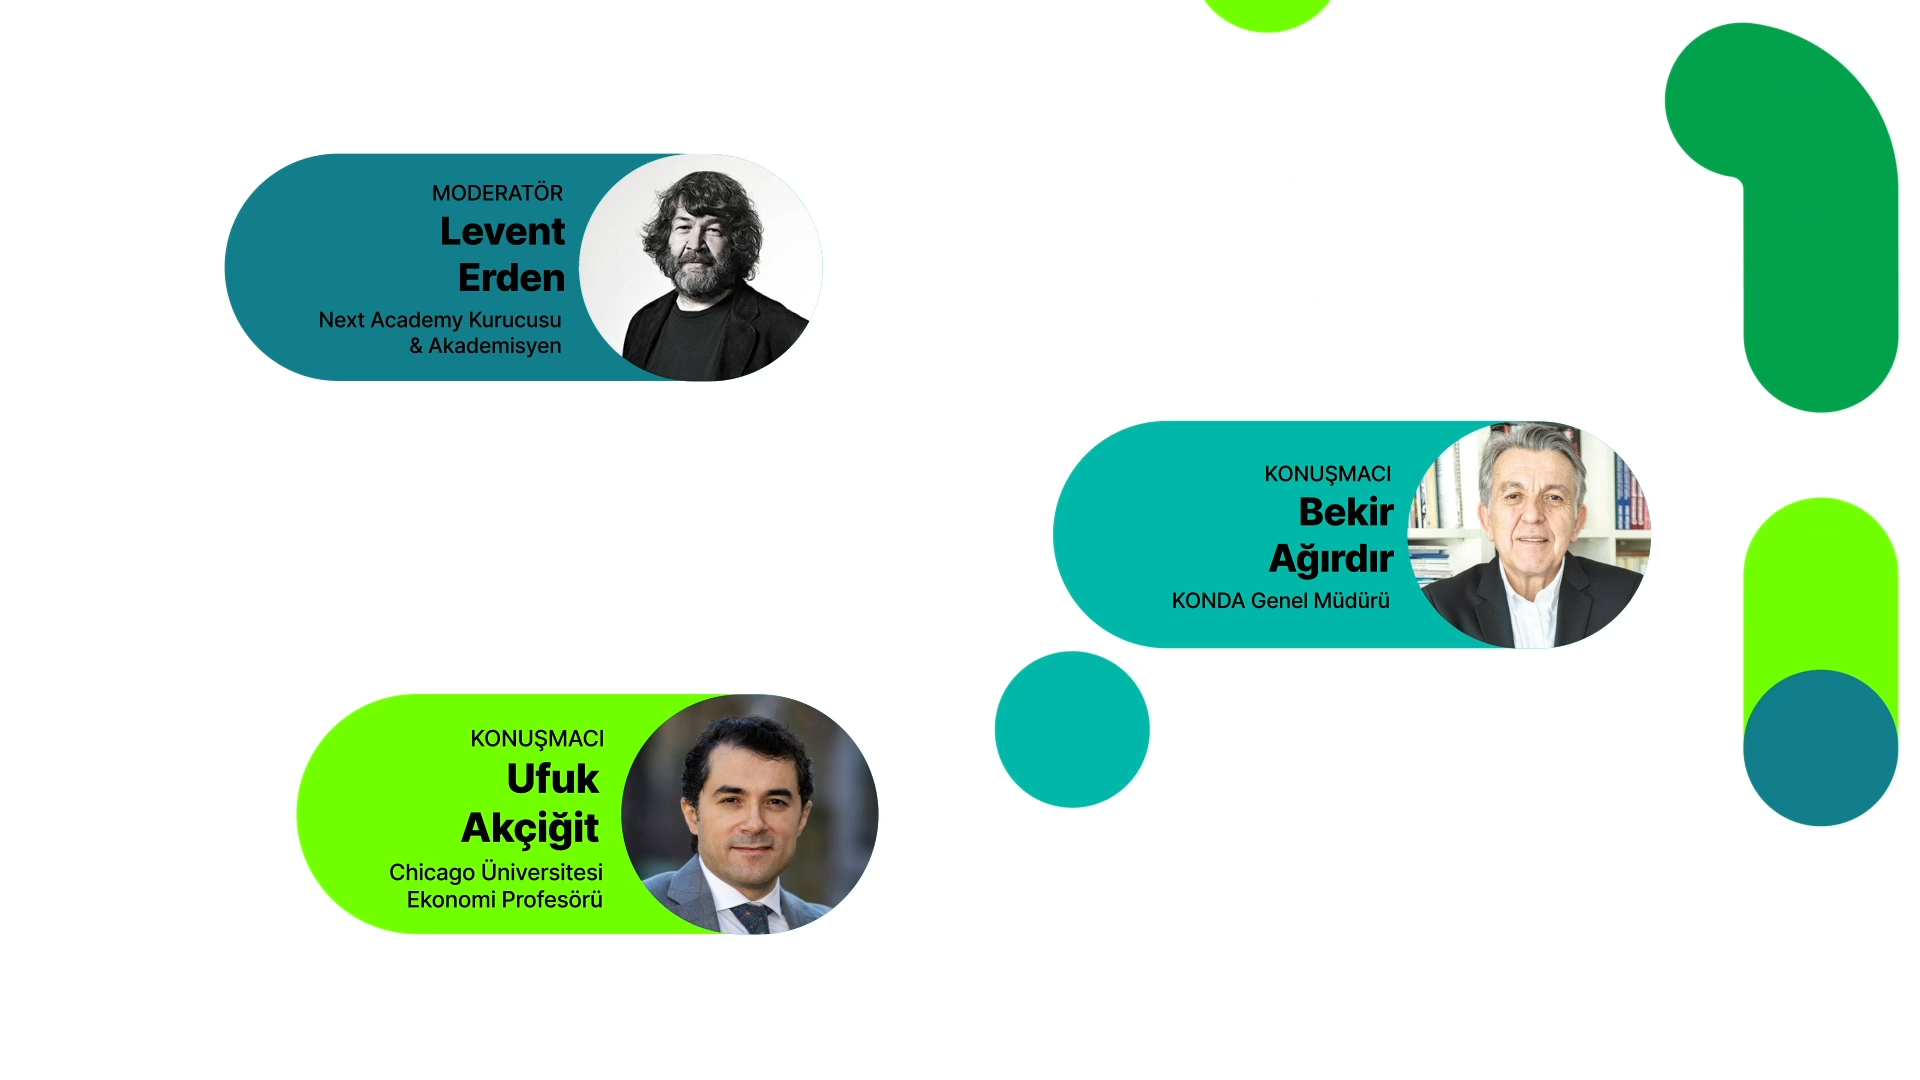 MODERATÖR
Levent
Erden
Next Academy Kurucusu
& Akademisyen
KONUŞMACI
Bekir
Ağırdır
KONDA Genel Müdürü
KONUŞMACI
Ufuk
Akçiğit
Chicago Üniversitesi
Ekonomi Profesörü